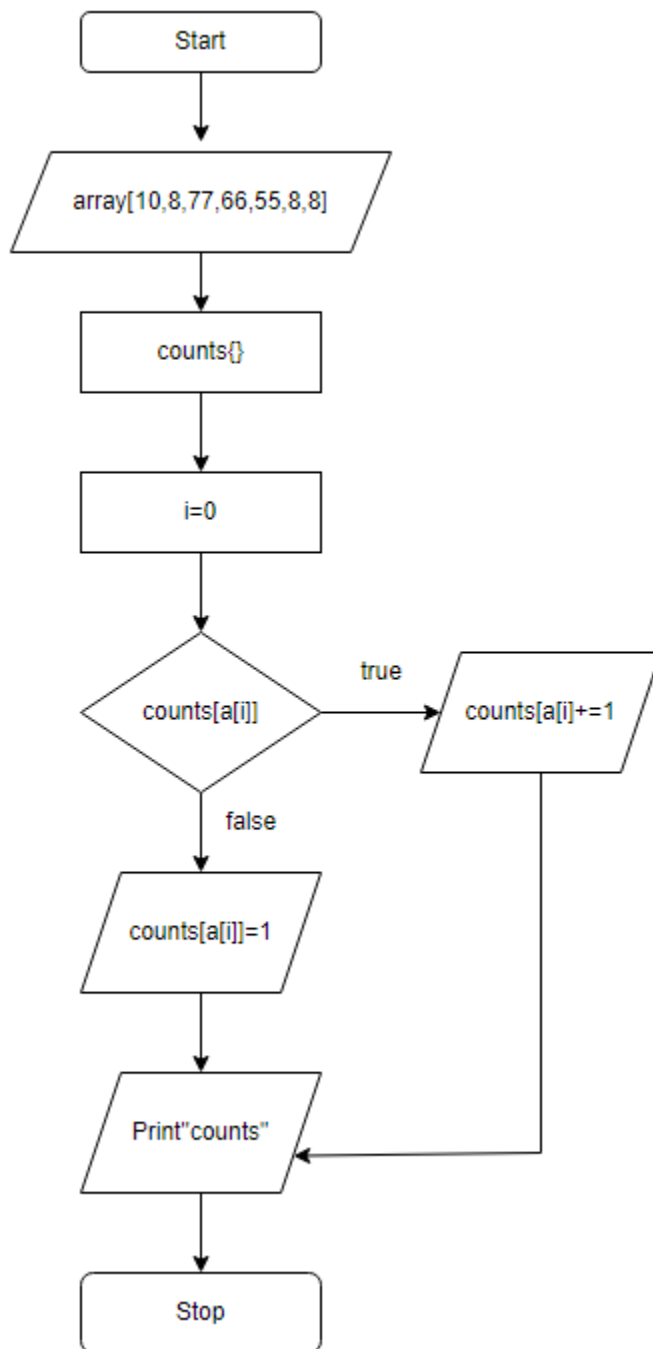 Start
array[10,8,77,66,55,8,8]
counts{}
i=0
counts[a[i]]
true
counts[a[i]+=1
false
counts[a[i]]=1
Print"counts"
Stop